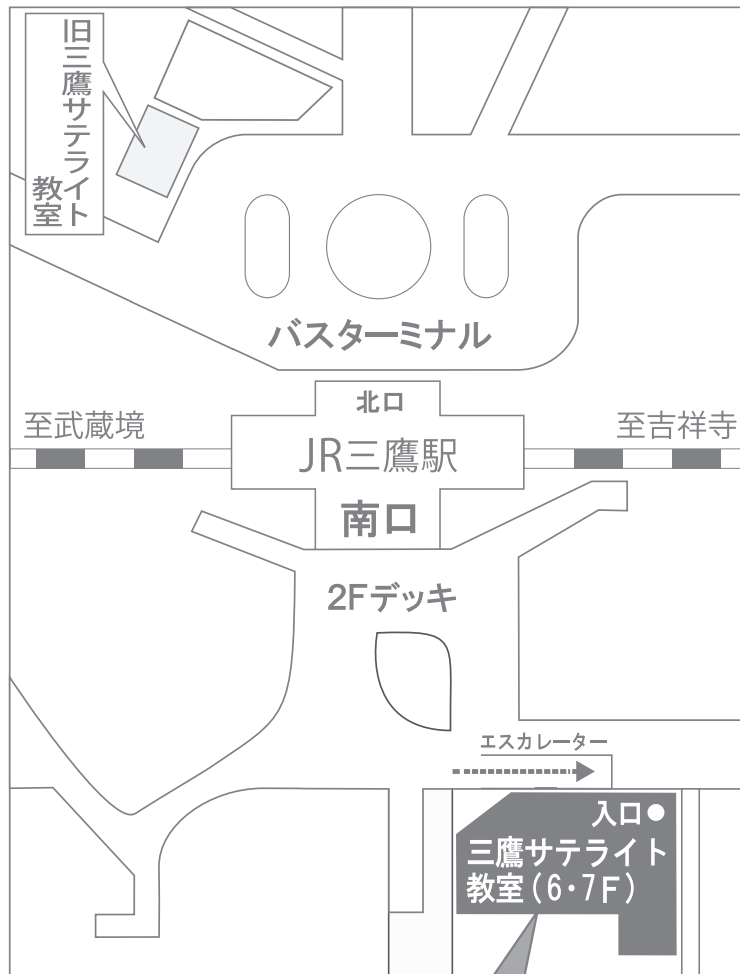 旧三鷹サテライト
教室
バスターミナル
北口
至武蔵境
JR三鷹駅
至吉祥寺
南口
2Fデッキ
エスカレーター
入口
三鷹サテライト
教室(6・7F)